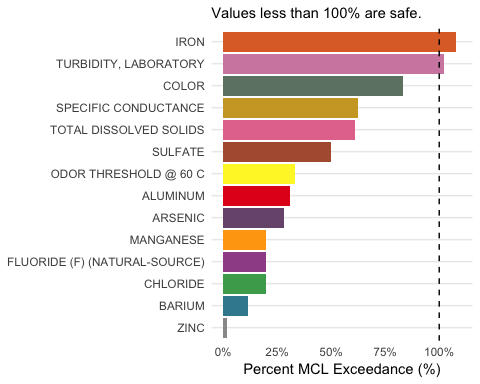 Values less than 100% are safe.
IRON
TURBIDITY, LABORATORY
COLOR
SPECIFIC CONDUCTANCE
TOTAL DISSOLVED SOLIDS
SULFATE
ODOR THRESHOLD @ 60 C
ALUMINUM
ARSENIC
MANGANESE
FLUORIDE (F) (NATURAL-SOURCE)
CHLORIDE
BARIUM
ZINC
0% 25% 50% 75% 100%
Percent MCL Exceedance (%)